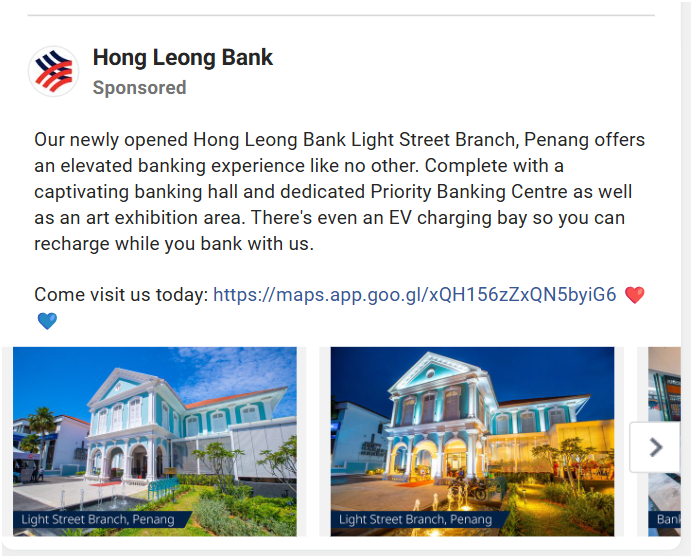 Hong Leong Bank
Sponsored
Our newly opened Hong Leong Bank Light Street Branch, Penang offers
an elevated banking experience like no other. Complete with a
captivating banking hall and dedicated Priority Banking Centre as well
as an art exhibition area. There's even an EV charging bay so you can
recharge while you bank with us.
Come visit us today: https://maps.app.goo.gl/xQH156zZxQN5byiG6 ❤️
💙
Light Street Branch, Penang
Light Street Branch, Penang
Bank